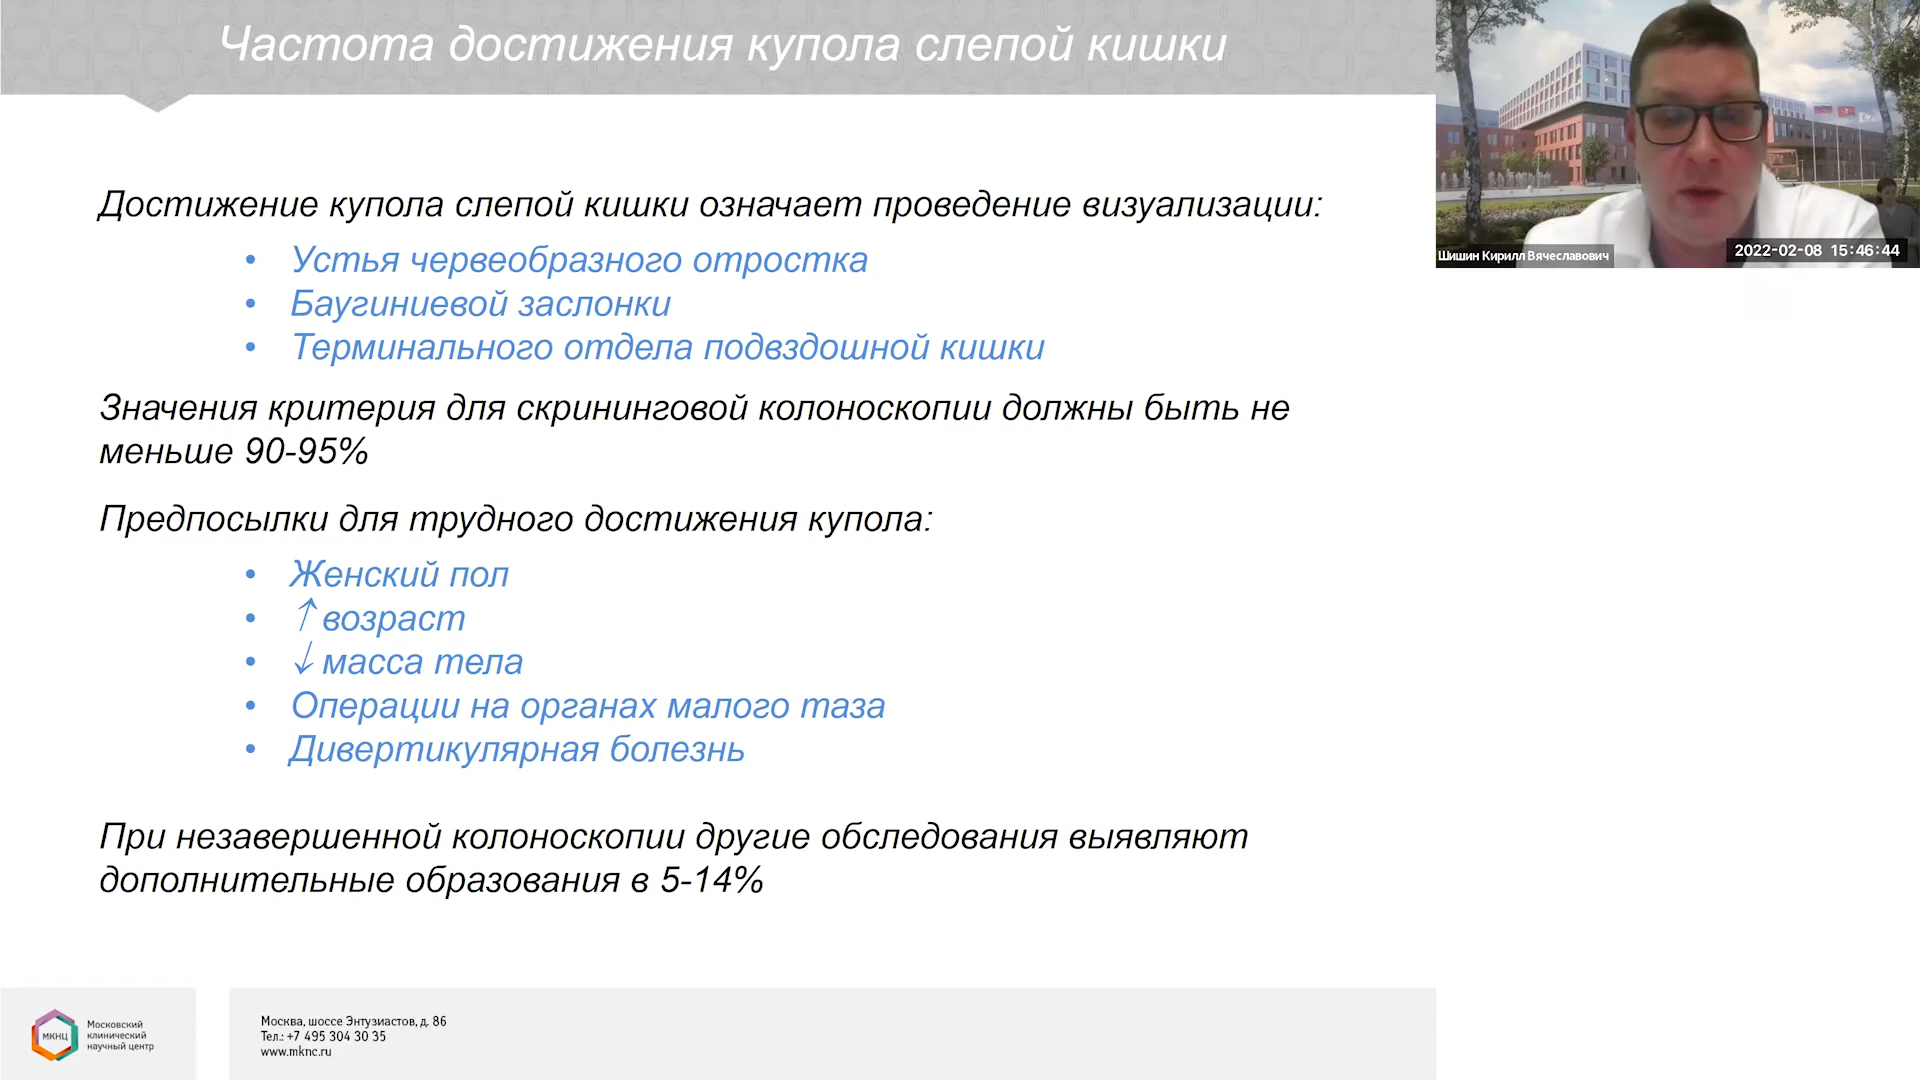 Частота достижения купола слепой кишки
Достижение купола слепой кишки означает проведение визуализации:
• Устья червеобразного отростка
• Баугиниевой заслонки
• Терминального отдела подвздошной кишки
Значения критерия для скрининговой колоноскопии должны быть не
меньше 90-95%
Предпосылки для трудного достижения купола:
• Женский пол
• ↑ возраст
• ↓ масса тела
• Операции на органах малого таза
• Дивертикулярная болезнь
При незавершенной колоноскопии другие обследования выявляют
дополнительные образования в 5-14%
Шишин Кирилл Вячеславович
2022-02-08 15:46:44
МКНЦ
Московский
клинический
научный центр
Москва, шоссе Энтузиастов, д. 86
Тел.: +7 495 304 30 35
www.mknc.ru